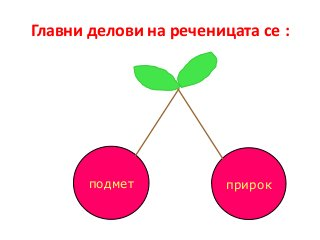 Главни делови на реченицата се :
подмет
прирок